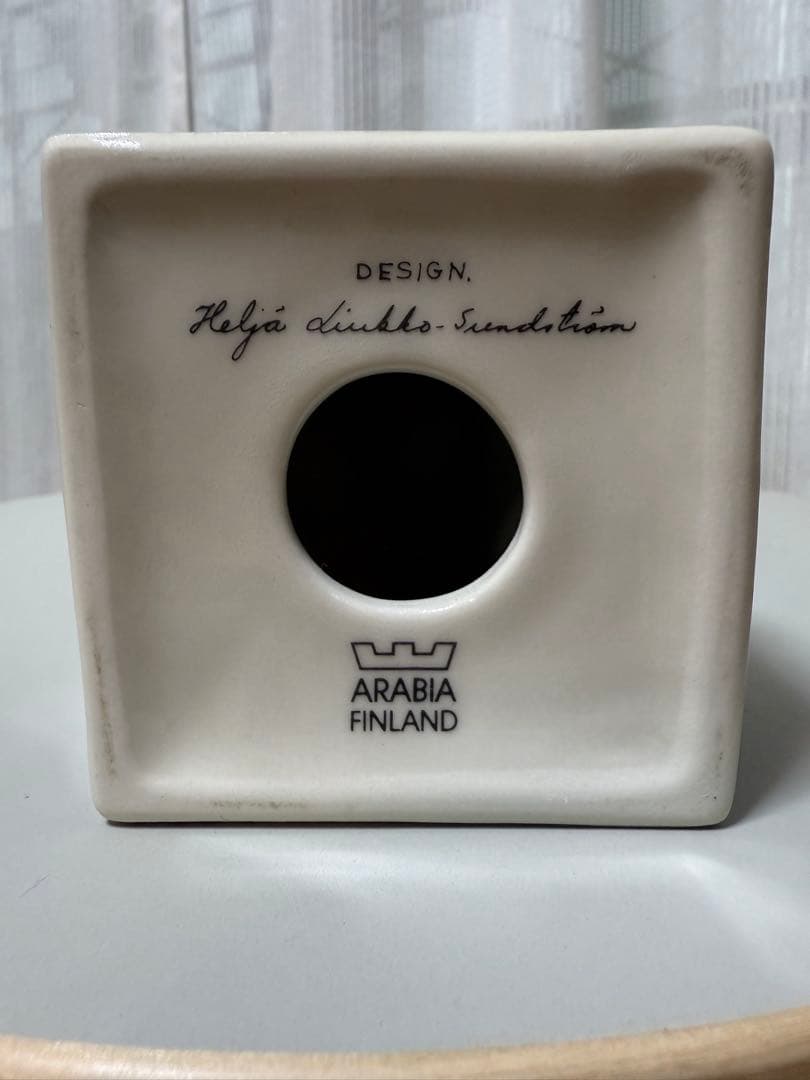 DESIGN.
Heljä Liukko-Sundström
ARABIA
FINLAND